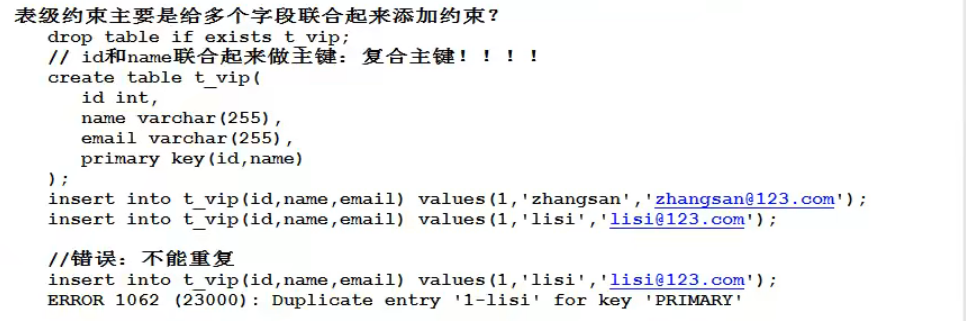 表级约束主要是给多个字段联合起来添加约束？
drop table if exists t_vip;
// id和name联合起来做主键：复合主键！！！！
create table t_vip(
id int,
name varchar(255),
email varchar(255),
primary key(id,name)
);
insert into t_vip(id,name,email) values(1,'zhangsan','zhangsan@123.com');
insert into t_vip(id,name,email) values(1,'lisi','lisi@123.com');
//错误：不能重复
insert into t_vip(id,name,email) values(1,'lisi','lisi@123.com');
ERROR 1062 (23000): Duplicate entry '1-lisi' for key 'PRIMARY'